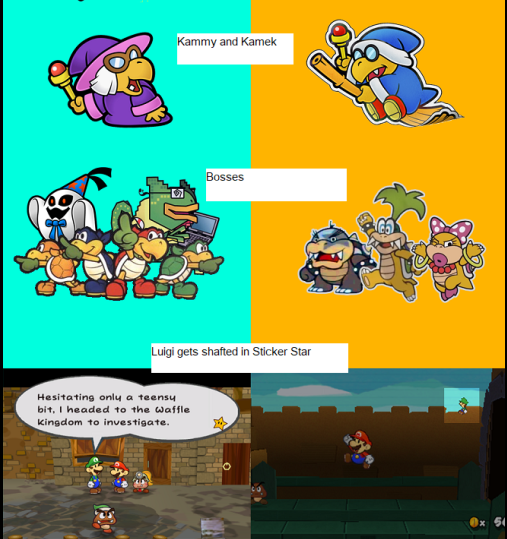 Kammy and Kamek
Bosses
Luigi gets shafted in Sticker Star
Hesitating only a teensy
bit, I headed to the Waffle
Kingdom to investigate.
x 5